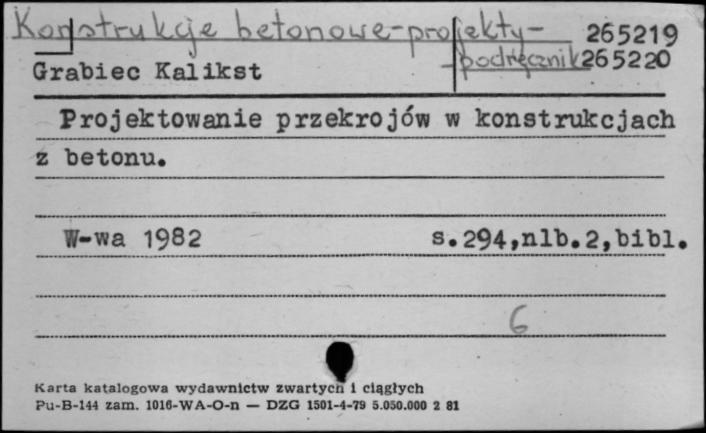 Konstrukcje betonowe-projekty- 265219
-podręcznik 265220
Grabiec Kalikst
Projektowanie przekrojów w konstrukcjach
z betonu.
W-wa 1982 s.294,nlb.2,bibl.
6
Karta katalogowa wydawnictw zwartych i ciągłych
Pu-B-144 zam. 1016-WA-O-n — DZG 1501-4-79 5.050.000 2 81